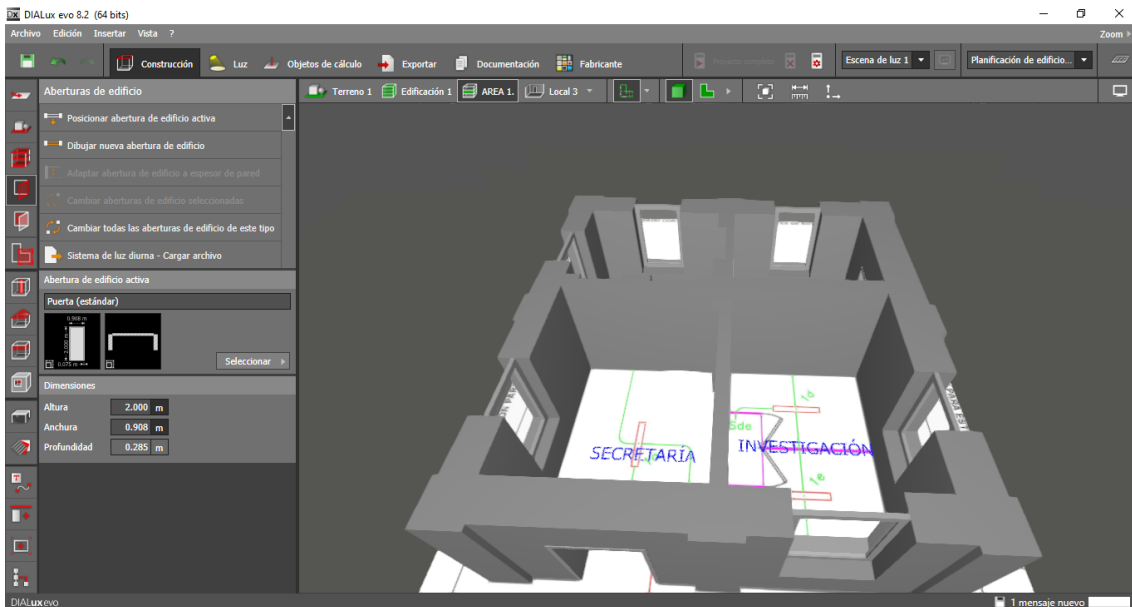 DIALux evo 8.2 (64 bits)
Archivo Edición Insertar Vista ? Zoom
Construcción Luz Objetos de cálculo Exportar Documentación Fabricante Escena de luz 1 Planificación de edificio...
Aberturas de edificio
Terreno 1 Edificación 1 AREA 1. Local 3
Posicionar abertura de edificio activa
Dibujar nueva abertura de edificio
Adaptar abertura de edificio a espesor de pared
Cambiar aberturas de edificio seleccionadas
Cambiar todas las aberturas de edificio de este tipo
Sistema de luz diurna - Cargar archivo
Abertura de edificio activa
Puerta (estándar)
0.908 m
2.000 m
0.075 m
Seleccionar
Dimensiones
Altura 2.000 m
Anchura 0.908 m
Profundidad 0.285 m
1d
5de
SECRETARÍA
INVESTIGACIÓN
1e
DIALux evo 1 mensaje nuevo